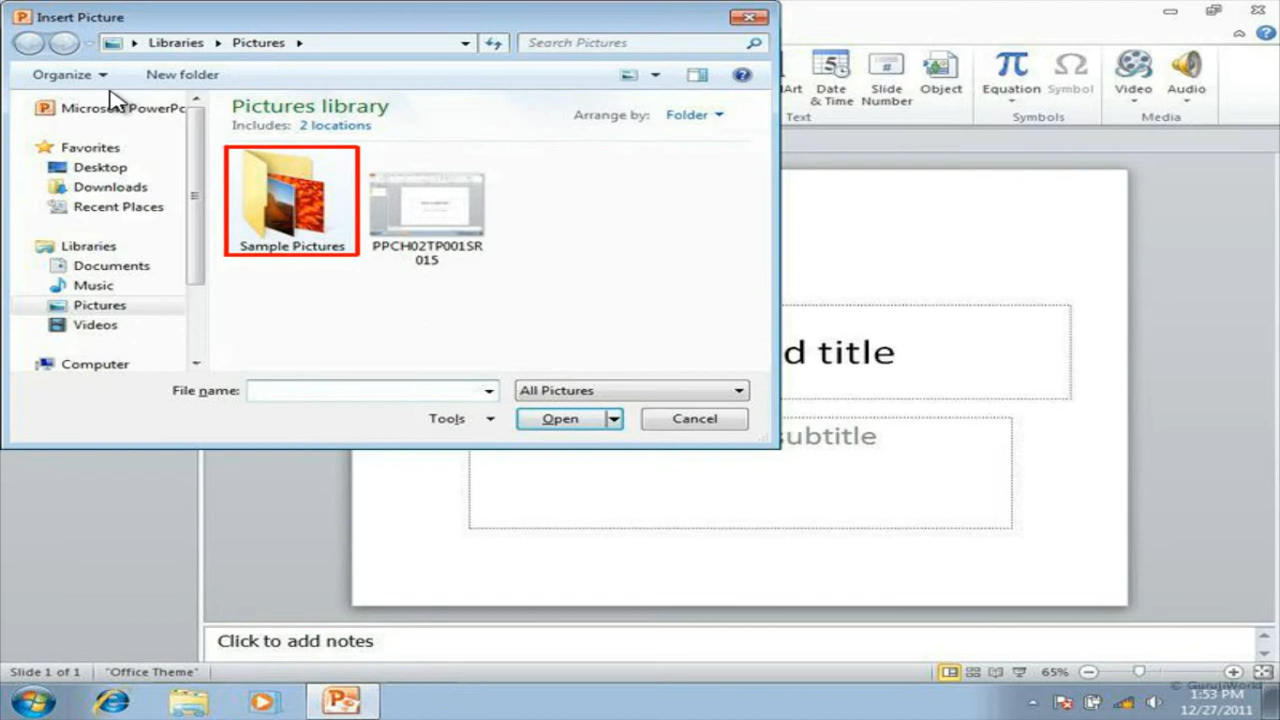 Insert Picture
Libraries Pictures
Search Pictures
Organize
New folder
Pictures library
Includes: 2 locations
Arrange by: Folder
Favorites
Desktop
Downloads
Recent Places
Libraries
Documents
Music
Pictures
Videos
Computer
Sample Pictures
PPCH02TP001SR
015
File name:
All Pictures
Tools
Open
Cancel
Date
& Time
Slide
Number
Object
Equation
Symbol
Video
Audio
Text
Symbols
Media
d title
subtitle
Click to add notes
Slide 1 of 1
"Office Theme"
65%
1:53 PM
12/27/2011